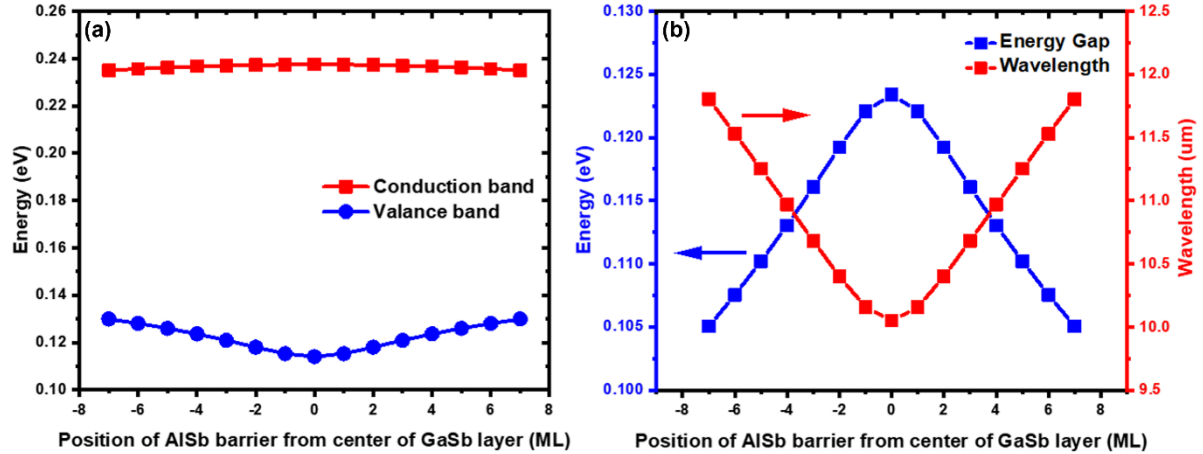 (a)
0.26
0.24
0.22
0.20
0.18
0.16
0.14
0.12
0.10
Energy (eV)
Conduction band
Valance band
-8 -6 -4 -2 0 2 4 6 8
Position of AlSb barrier from center of GaSb layer (ML)
(b)
0.130
0.125
0.120
0.115
0.110
0.105
0.100
Energy (eV)
Energy Gap
Wavelength
12.5
12.0
11.5
11.0
10.5
10.0
9.5
Wavelength (um)
-8 -6 -4 -2 0 2 4 6 8
Position of AlSb barrier from center of GaSb layer (ML)